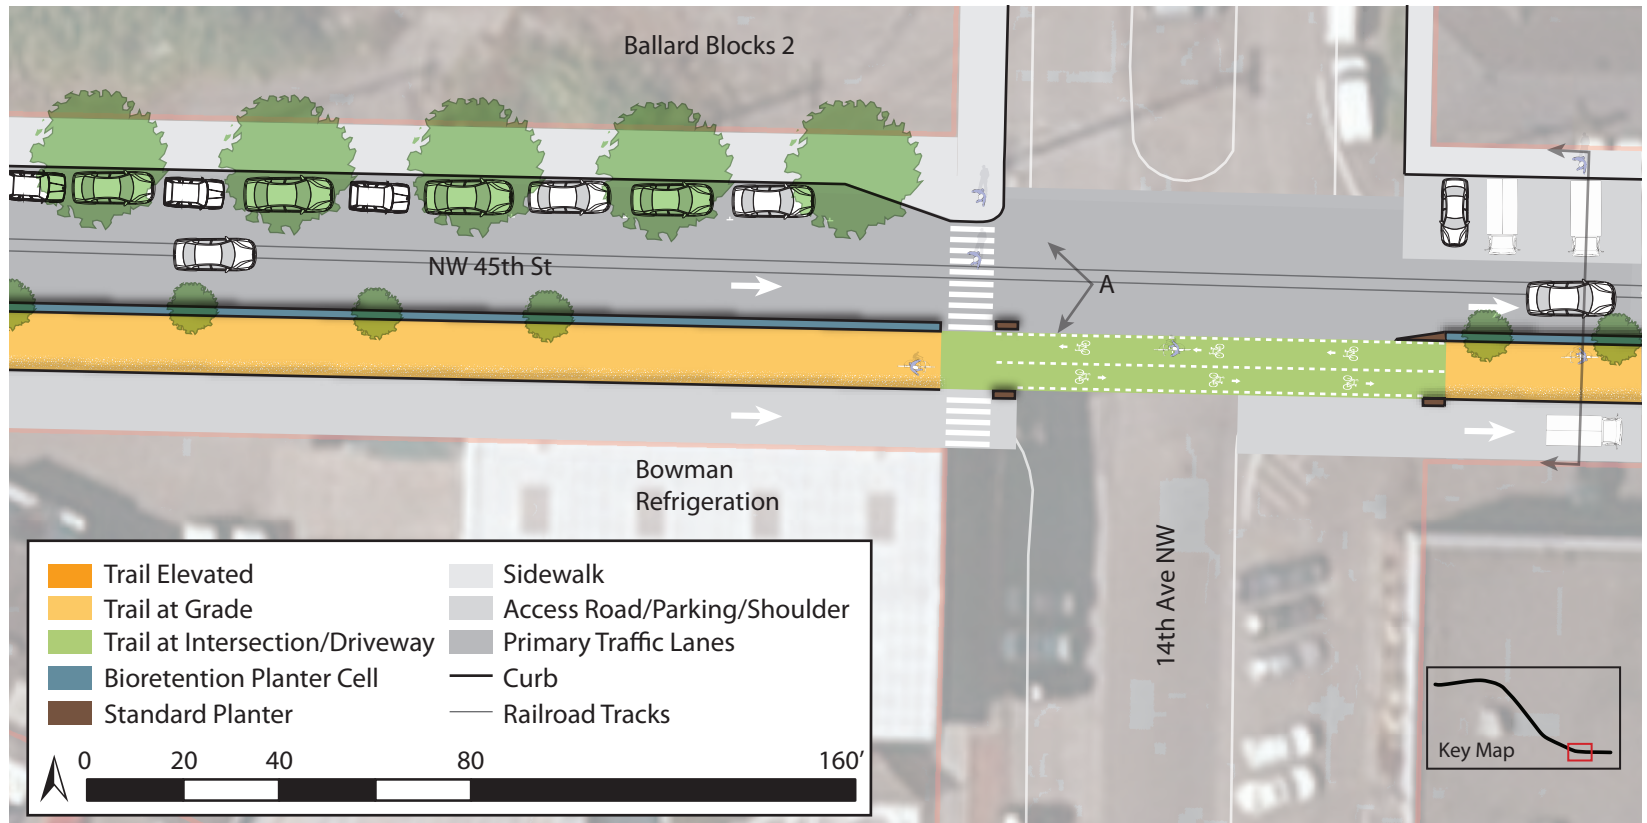 Ballard Blocks 2
NW 45th St
A
Bowman
Refrigeration
14th Ave NW
Trail Elevated
Trail at Grade
Trail at Intersection/Driveway
Bioretention Planter Cell
Standard Planter
Sidewalk
Access Road/Parking/Shoulder
Primary Traffic Lanes
Curb
Railroad Tracks
0 20 40 80 160’
Key Map